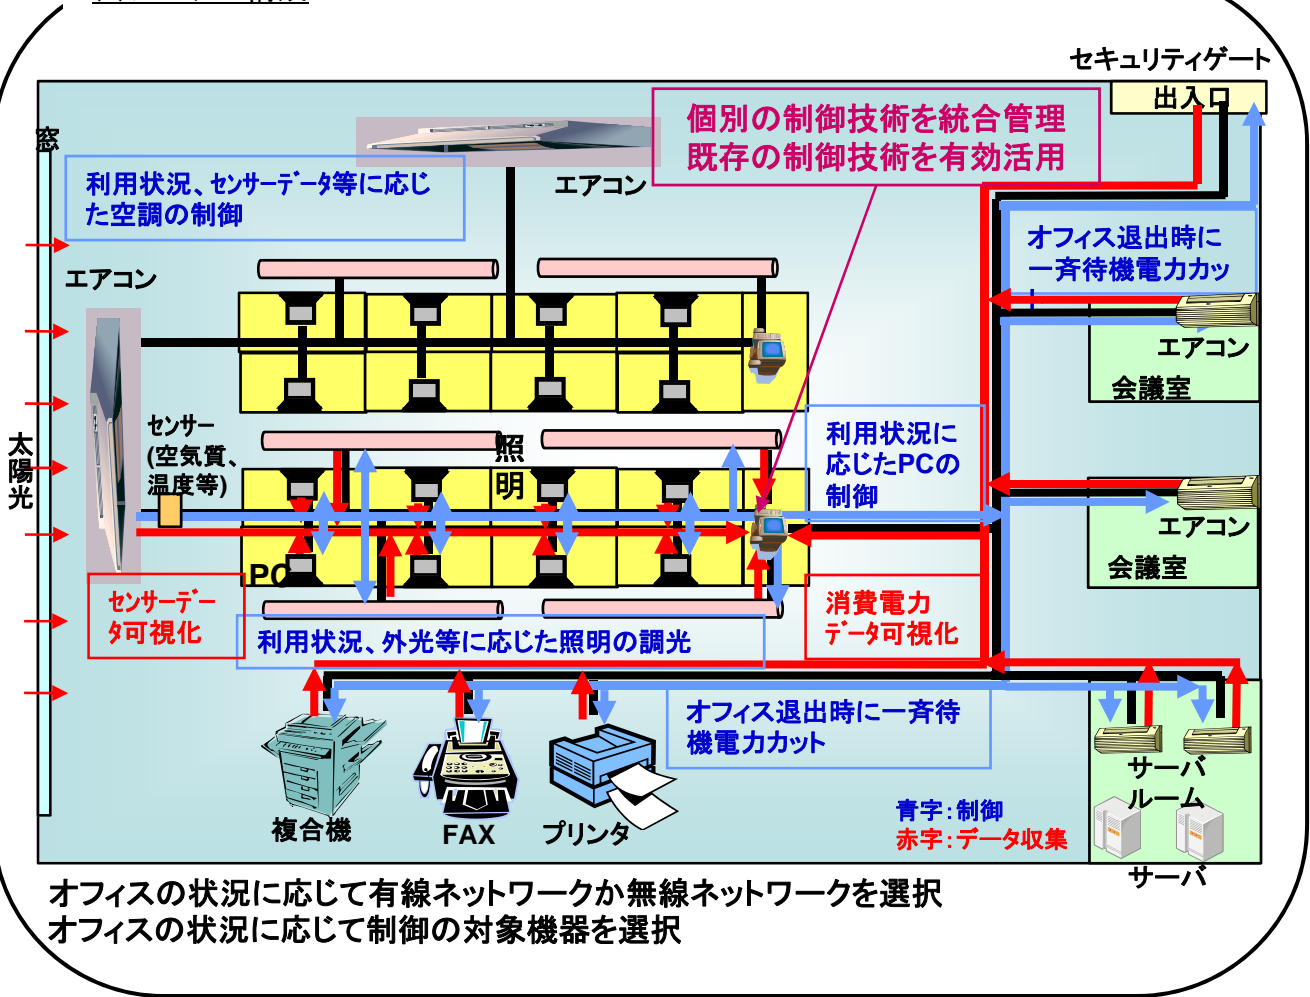 セキュリティゲート
出入口
個別の制御技術を統合管理
既存の制御技術を有効活用
窓
利用状況、センサーデータ等に応じ
た空調の制御
エアコン
オフィス退出時に
一斉待機電力カッ
エアコン
エアコン
会議室
センサー
(空気質、
温度等)
照明
利用状況に
応じたPCの
制御
太陽光
エアコン
会議室
PC
センサーデー
タ可視化
消費電力
データ可視化
利用状況、外光等に応じた照明の調光
オフィス退出時に一斉待
機電力カット
サーバ
ルーム
複合機
FAX
プリンタ
青字：制御
赤字：データ収集
サーバ
オフィスの状況に応じて有線ネットワークか無線ネットワークを選択
オフィスの状況に応じて制御の対象機器を選択